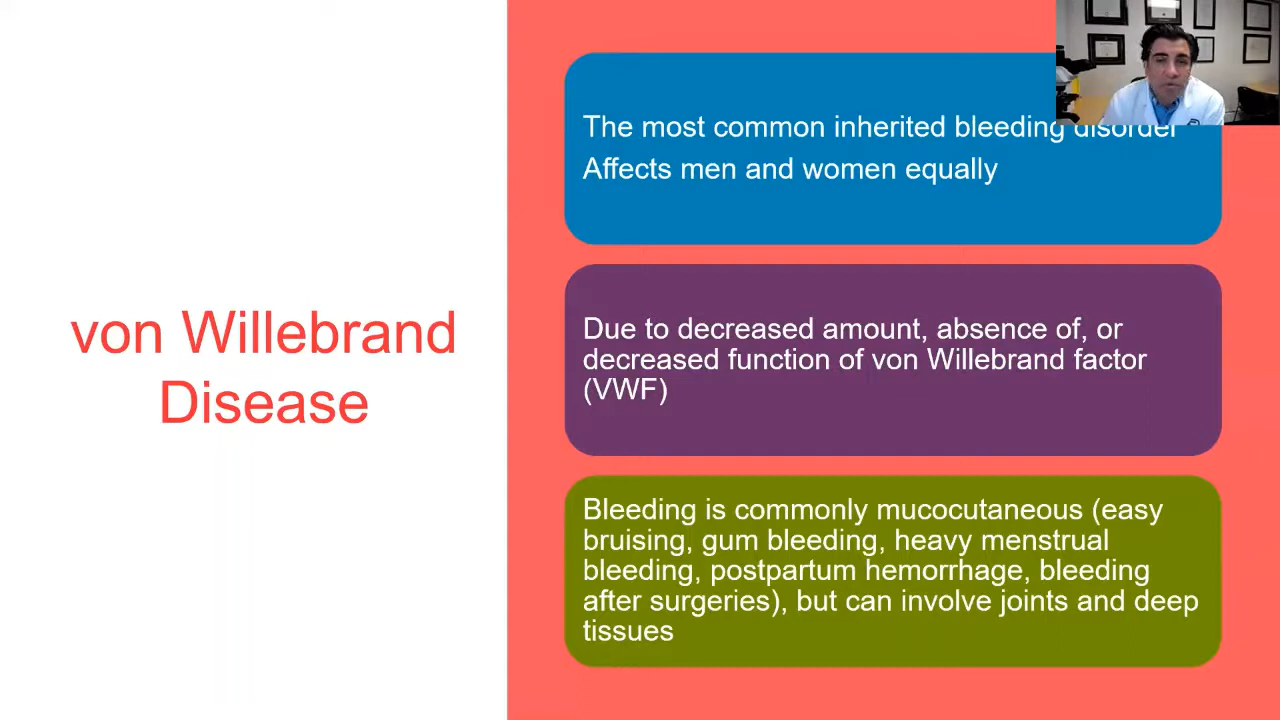 von Willebrand
Disease
The most common inherited bleeding disorder
Affects men and women equally
Due to decreased amount, absence of, or
decreased function of von Willebrand factor
(VWF)
Bleeding is commonly mucocutaneous (easy
bruising, gum bleeding, heavy menstrual
bleeding, postpartum hemorrhage, bleeding
after surgeries), but can involve joints and deep
tissues